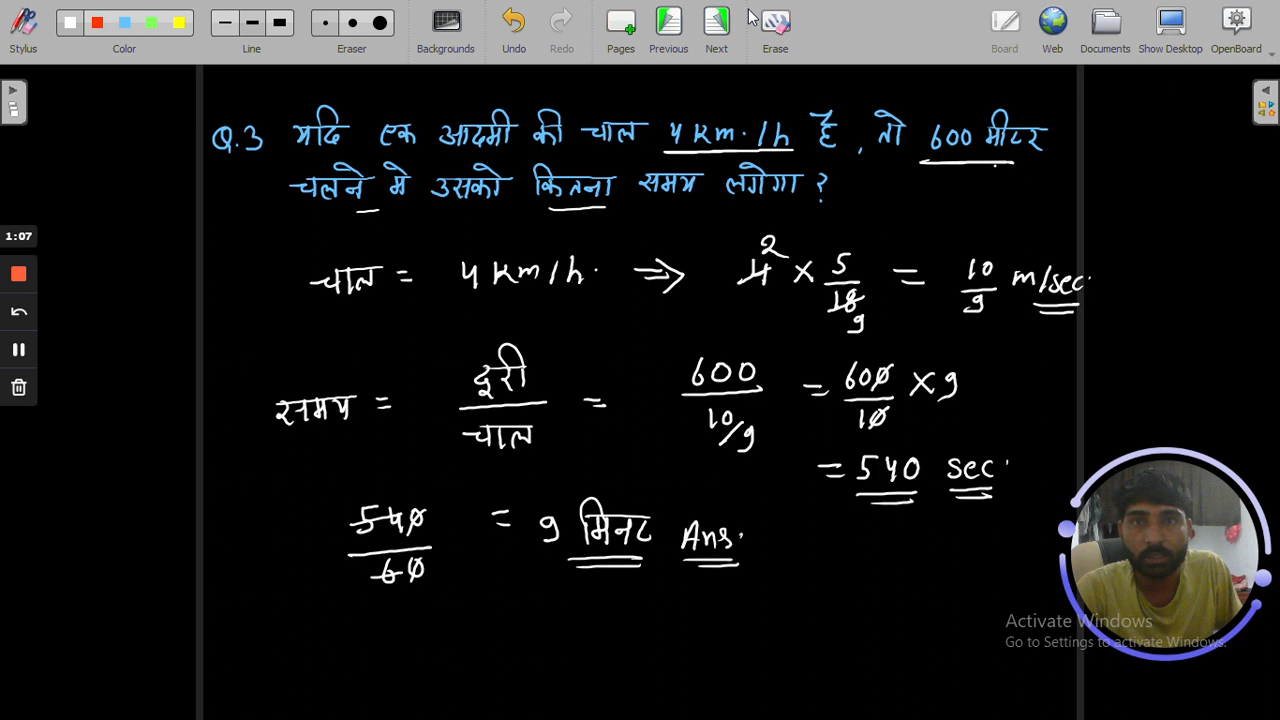 Stylus Color Line Eraser Backgrounds Undo Redo Pages Previous Next Erase Board Web Documents Show Desktop OpenBoard
1:07
Q.3 यदि एक आदमी की चाल 4 km./h है, तो 600 मीटर
चलने मे उसको कितना समय लगेगा?
चाल = 4 km/h. ⇒ 4 2 × 5/18 9 = 10/9 m/sec.
समय = दूरी/चाल = 600/10/9 = 600/10 × 9
= 540 sec.
540/60 = 9 मिनट Ans.
Activate Windows
Go to Settings to activate Windows.